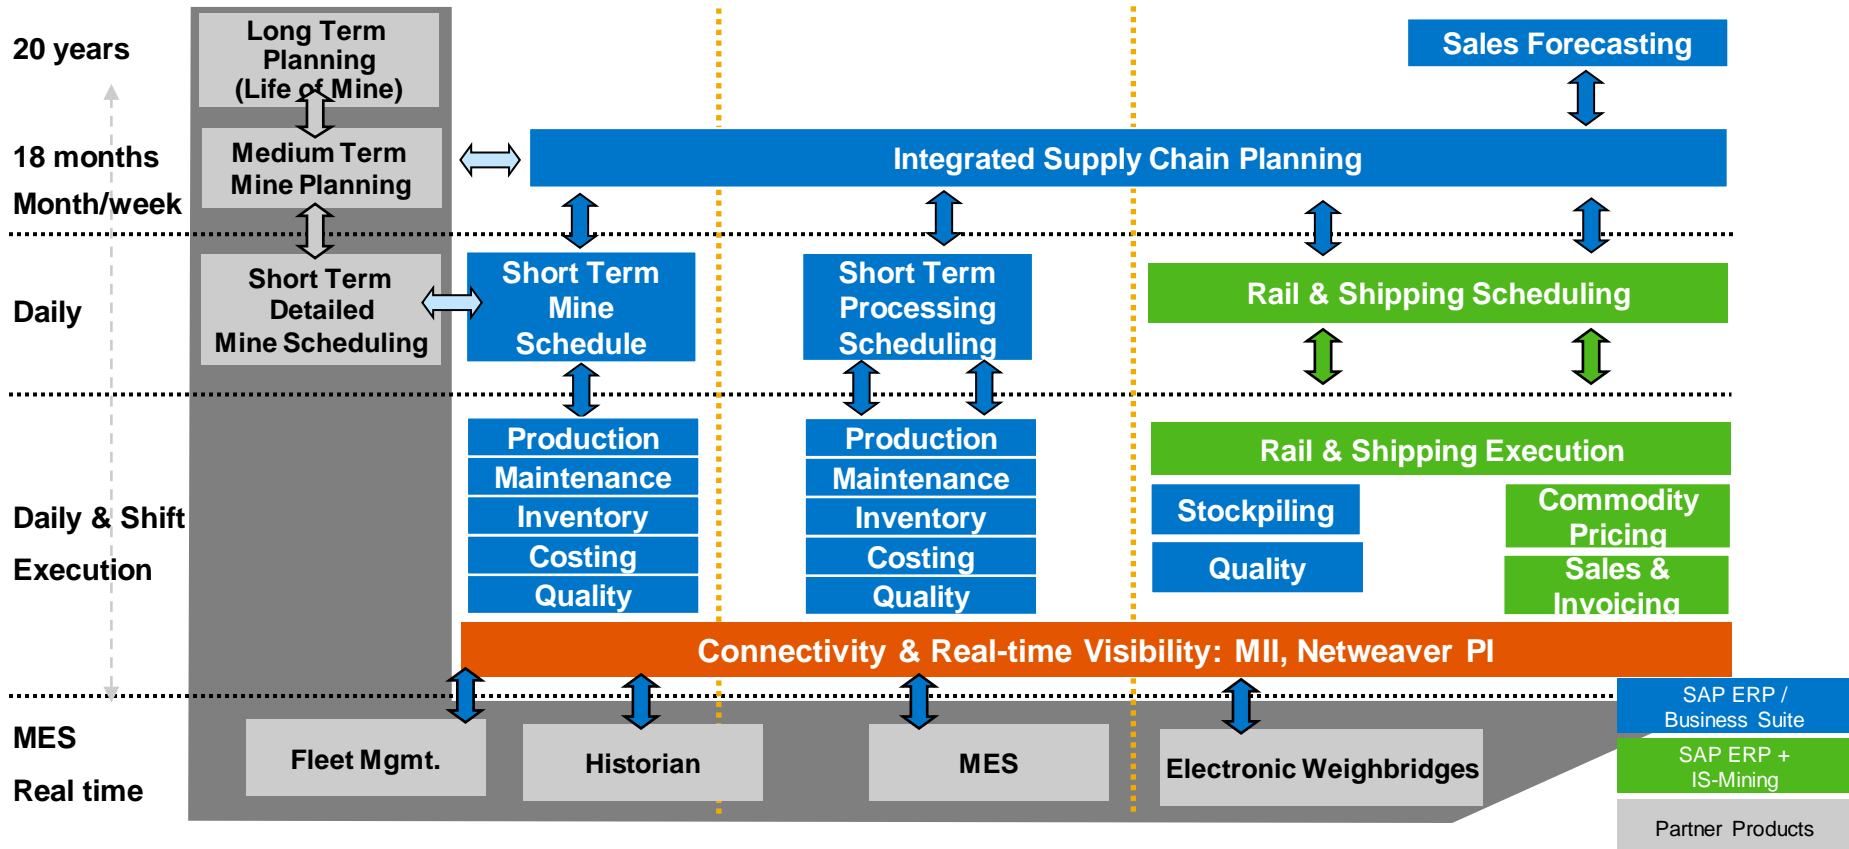 20 years
Long Term
Planning
(Life of Mine)
Sales Forecasting
18 months
Month/week
Medium Term
Mine Planning
Integrated Supply Chain Planning
Daily
Short Term
Detailed
Mine Scheduling
Short Term
Mine
Schedule
Short Term
Processing
Scheduling
Rail & Shipping Scheduling
Daily & Shift
Execution
Production
Maintenance
Inventory
Costing
Quality
Production
Maintenance
Inventory
Costing
Quality
Rail & Shipping Execution
Stockpiling
Quality
Commodity
Pricing
Sales &
Invoicing
Connectivity & Real-time Visibility: MII, Netweaver PI
MES
Real time
Fleet Mgmt.
Historian
MES
Electronic Weighbridges
SAP ERP /
Business Suite
SAP ERP +
IS-Mining
Partner Products